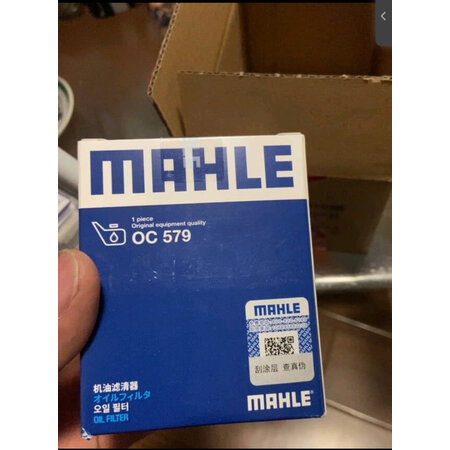 MAHLE
1 piece
Original equipment quality
OC 579
MAHLE
刮涂层 查真伪
机油滤清器
オイルフィルタ
오일 필터
OIL FILTER
MAHLE